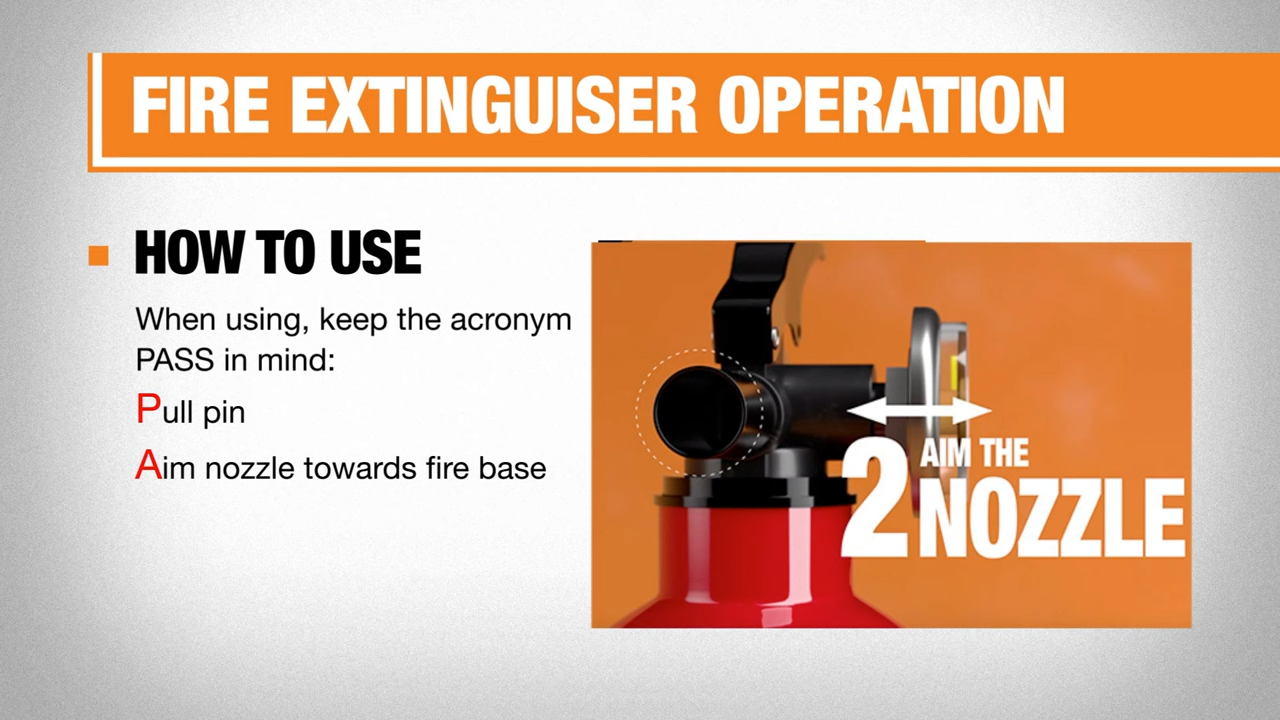 FIRE EXTINGUISER OPERATION
HOW TO USE
When using, keep the acronym
PASS in mind:
Pull pin
Aim nozzle towards fire base
2 AIM THE
NOZZLE